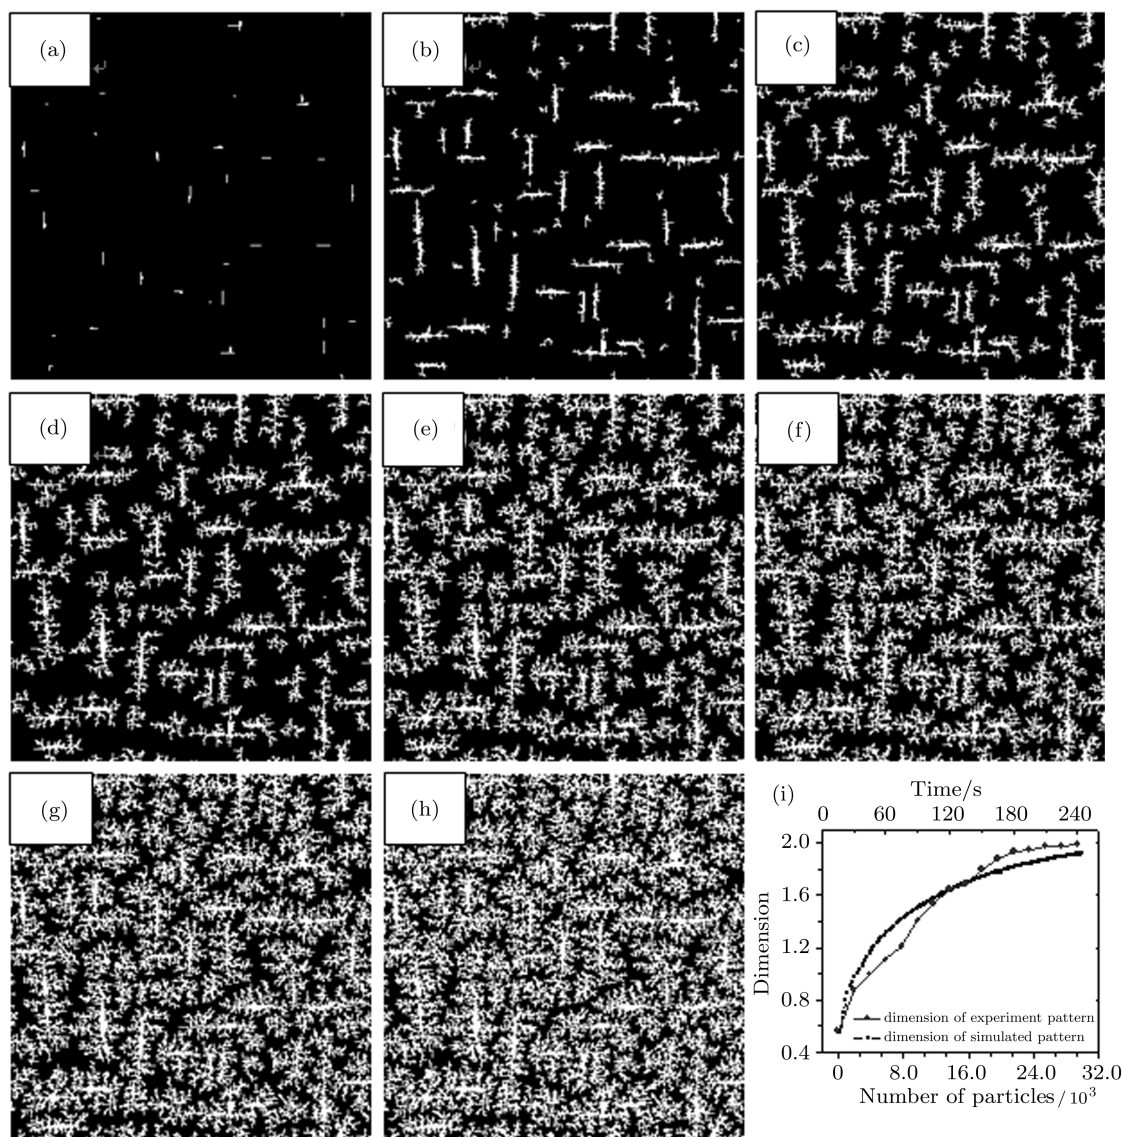 (a)
(b)
(c)
(d)
(e)
(f)
(g)
(h)
(i)
Time/s
0 60 120 180 240
2.0
1.6
1.2
0.8
0.4
Dimension
dimension of experiment pattern
dimension of simulated pattern
0 8.0 16.0 24.0 32.0
Number of particles/10³